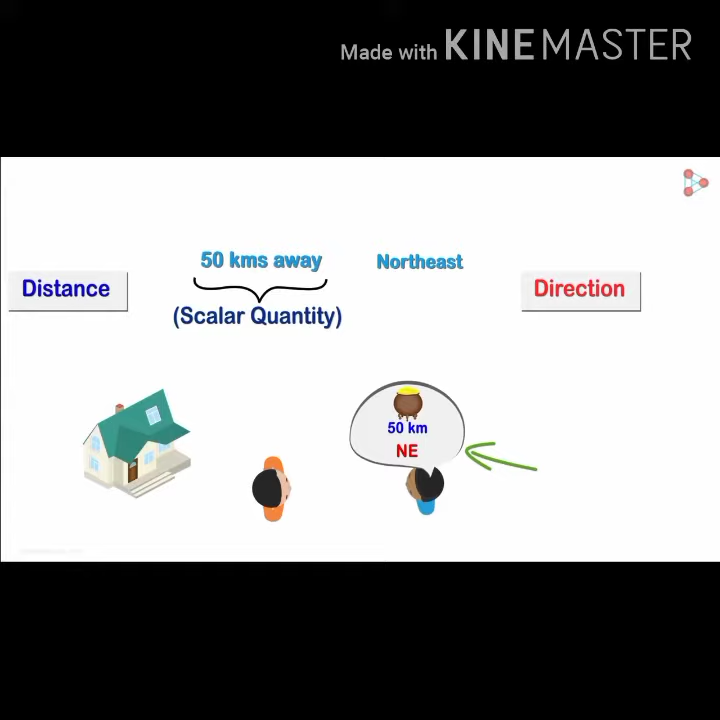 Made with KINEMASTER
50 kms away
Northeast
Distance
Direction
(Scalar Quantity)
50 km
NE